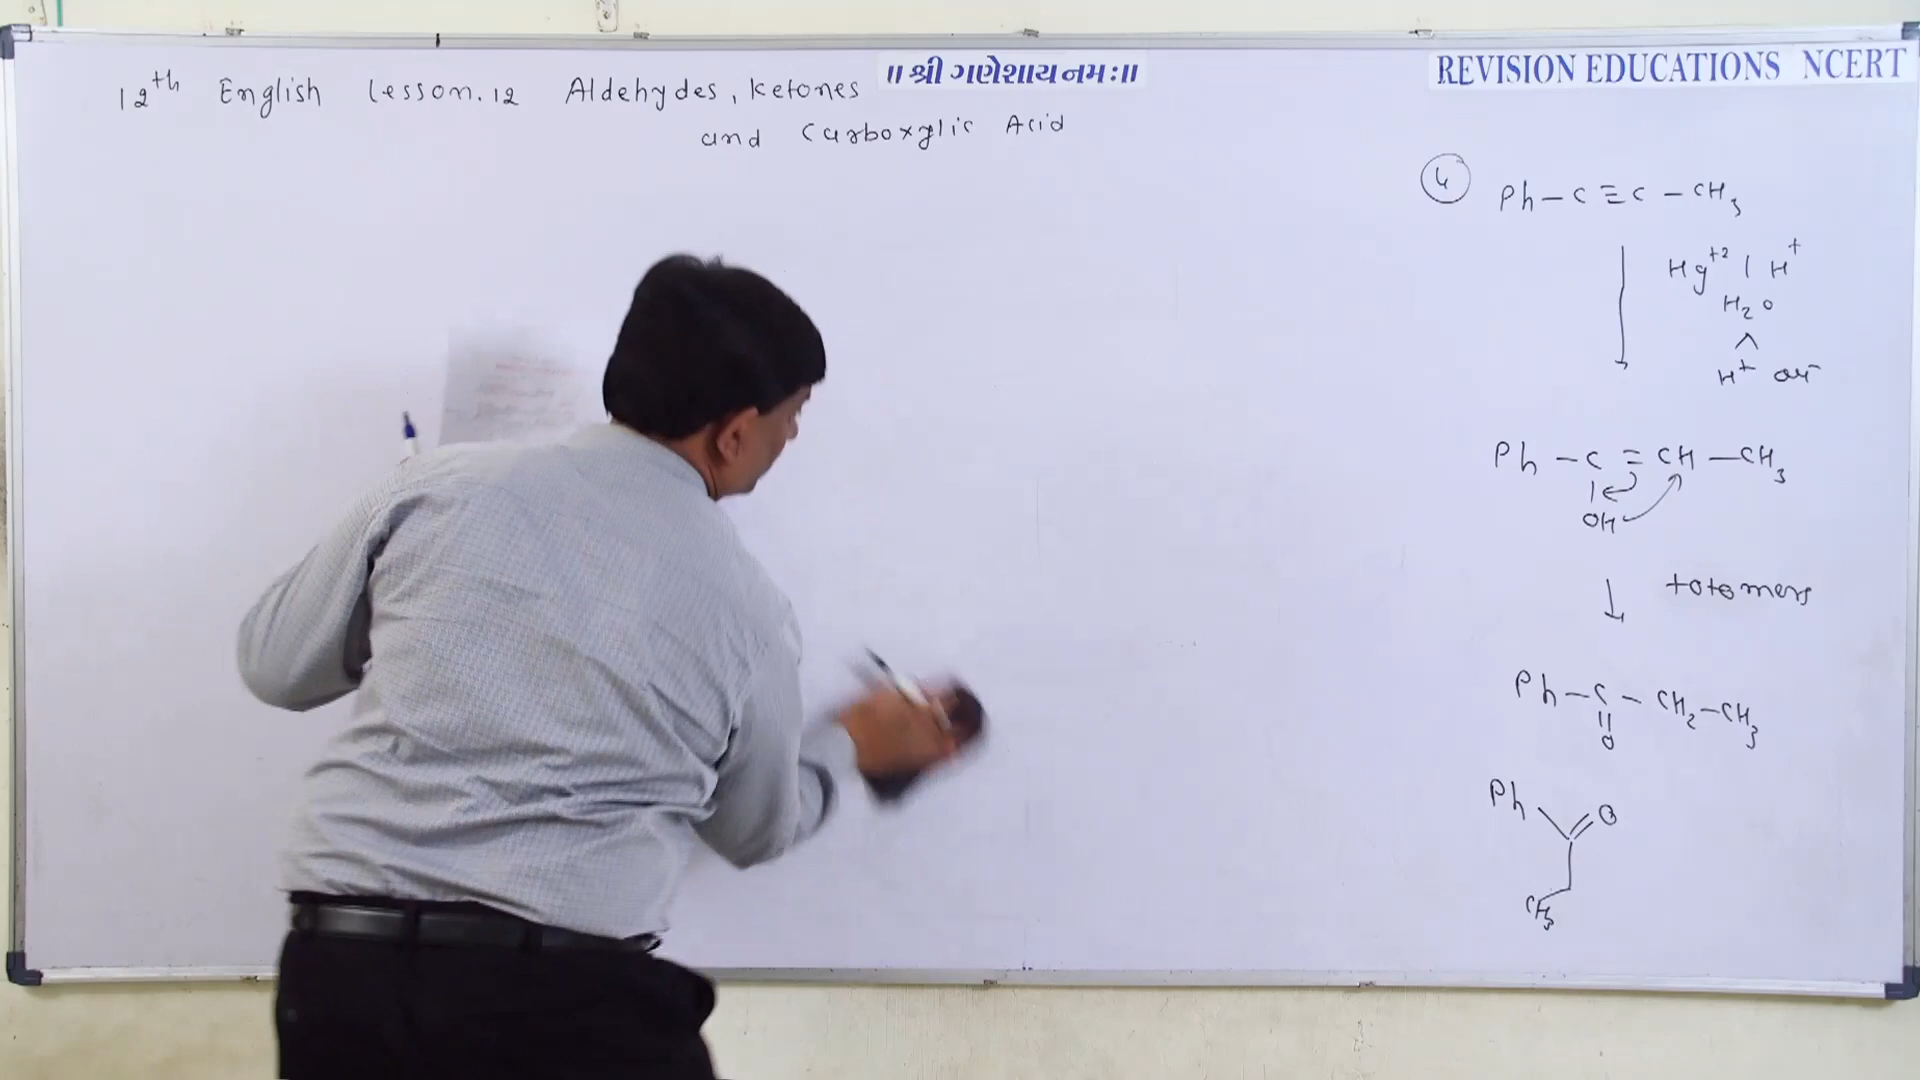 12th English Lesson.12 Aldehydes, Ketones
and Carboxylic Acid
॥ श्री ગણેશાય નમઃ॥
REVISION EDUCATIONS NCERT
4
Ph-C≡C-CH3
Hg+2 | H+
H2O
H+ OH-
Ph-C=CH-CH3
OH
totomers
Ph-C-CH2-CH3
O
Ph O
CH3